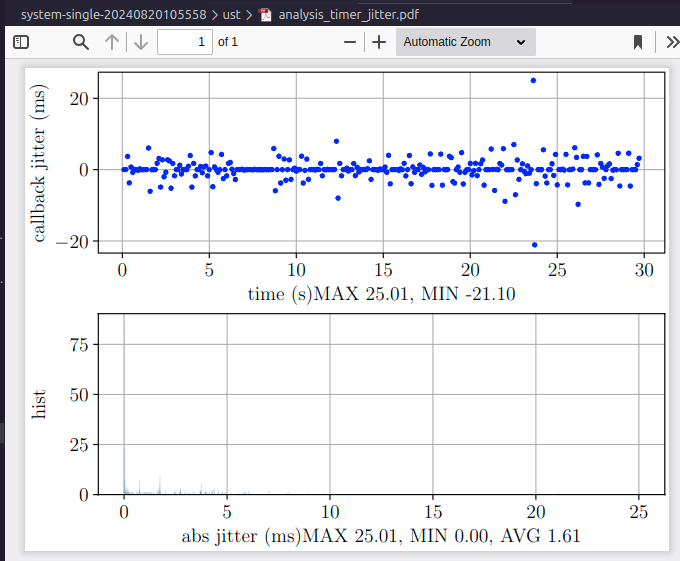 system-single-20240820105558 > ust > analysis_timer_jitter.pdf
1 of 1 Automatic Zoom
callback jitter (ms)
20
0
−20
0 5 10 15 20 25 30
time (s)MAX 25.01, MIN -21.10
hist
75
50
25
0
0 5 10 15 20 25
abs jitter (ms)MAX 25.01, MIN 0.00, AVG 1.61